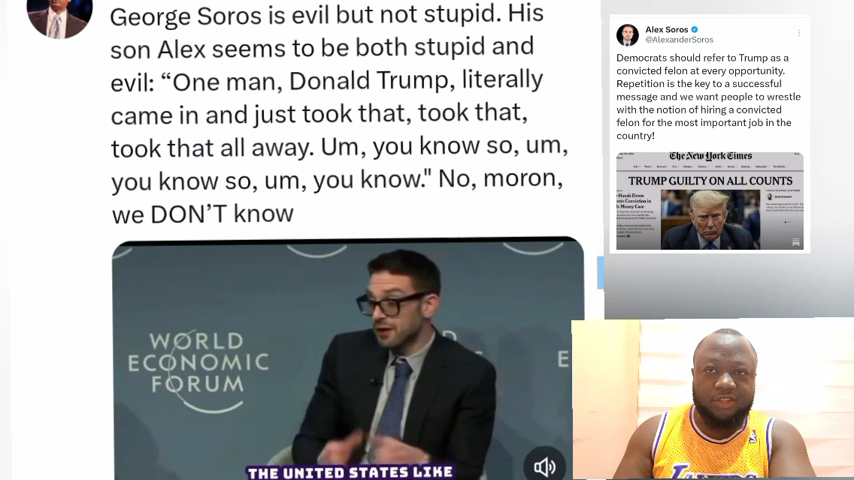 George Soros is evil but not stupid. His
son Alex seems to be both stupid and
evil: “One man, Donald Trump, literally
came in and just took that, took that,
took that all away. Um, you know so, um,
you know so, um, you know." No, moron,
we DON’T know
WORLD
ECONOMIC
FORUM
E
THE UNITED STATES LIKE
Alex Soros
@AlexanderSoros
Democrats should refer to Trump as a
convicted felon at every opportunity.
Repetition is the key to a successful
message and we want people to wrestle
with the notion of hiring a convicted
felon for the most important job in the
country!
The New York Times
TRUMP GUILTY ON ALL COUNTS